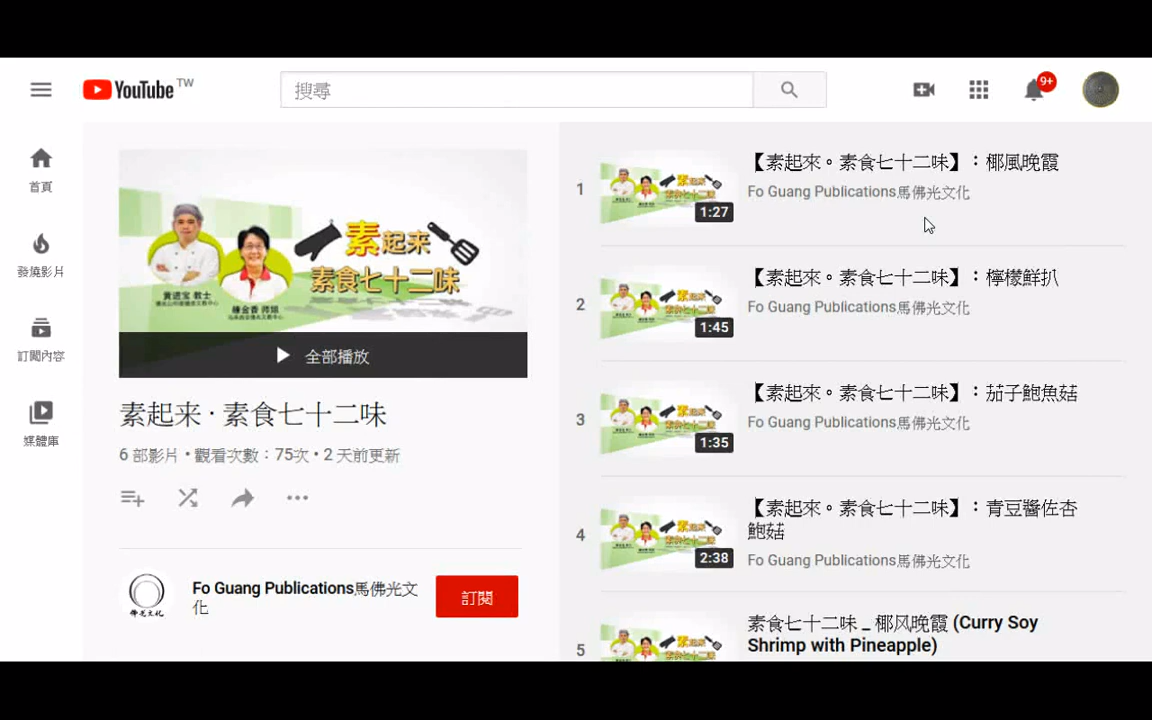 YouTube TW
搜尋
9+
首頁
發燒影片
訂閱內容
媒體庫
素起来
素食七十二味
全部播放
素起来 · 素食七十二味
6 部影片 • 觀看次數：75次 • 2 天前更新
Fo Guang Publications馬佛光文
化
訂閱
1
【素起來。素食七十二味】：椰風晚霞
Fo Guang Publications馬佛光文化
1:27
2
【素起來。素食七十二味】：檸檬鮮扒
Fo Guang Publications馬佛光文化
1:45
3
【素起來。素食七十二味】：茄子鮑魚菇
Fo Guang Publications馬佛光文化
1:35
4
【素起來。素食七十二味】：青豆醬佐杏
鮑菇
Fo Guang Publications馬佛光文化
2:38
5
素食七十二味 _ 椰风晚霞 (Curry Soy
Shrimp with Pineapple)